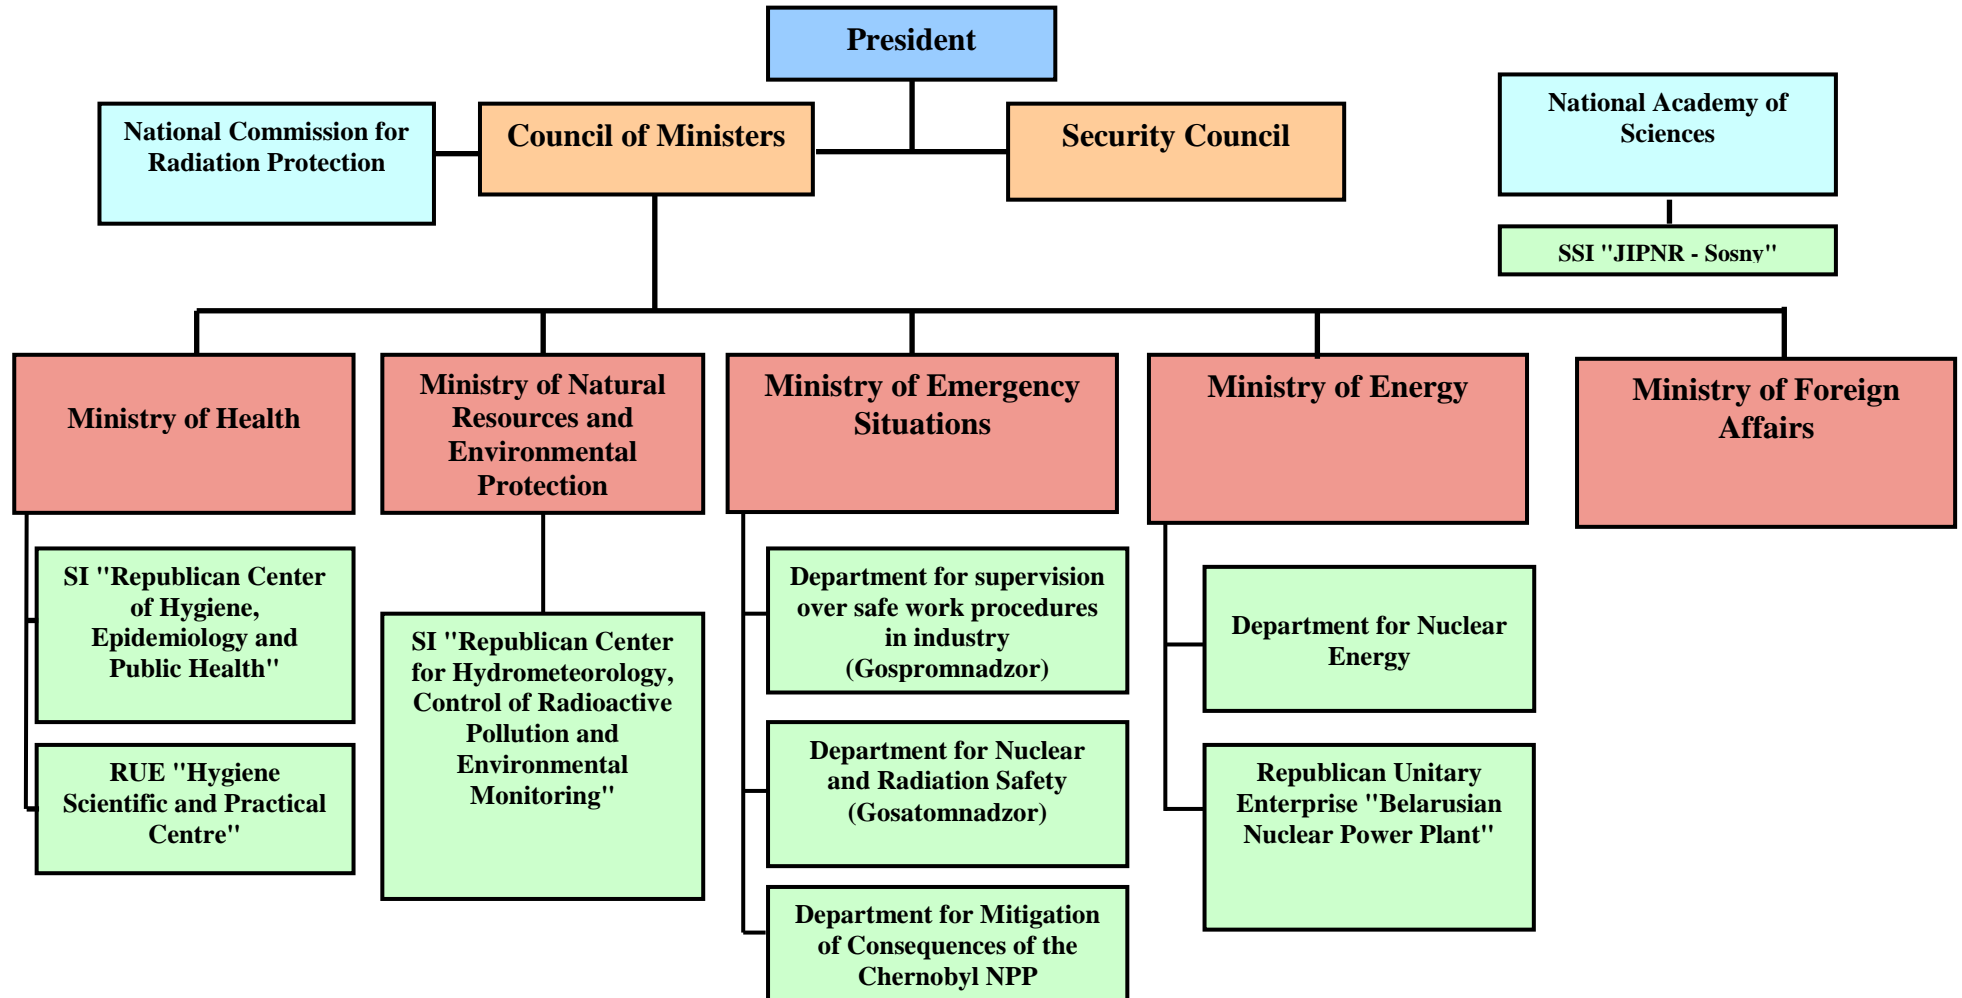 President
National Commission for
Radiation Protection
Council of Ministers
Security Council
National Academy of
Sciences
SSI "JIPNR - Sosny"
Ministry of Health
Ministry of Natural
Resources and
Environmental
Protection
Ministry of Emergency
Situations
Ministry of Energy
Ministry of Foreign
Affairs
SI "Republican Center
of Hygiene,
Epidemiology and
Public Health"
RUE "Hygiene
Scientific and Practical
Centre"
SI "Republican Center
for Hydrometeorology,
Control of Radioactive
Pollution and
Environmental
Monitoring"
Department for supervision
over safe work procedures
in industry
(Gospromnadzor)
Department for Nuclear
and Radiation Safety
(Gosatomnadzor)
Department for Mitigation
of Consequences of the
Chernobyl NPP
Department for Nuclear
Energy
Republican Unitary
Enterprise "Belarusian
Nuclear Power Plant"